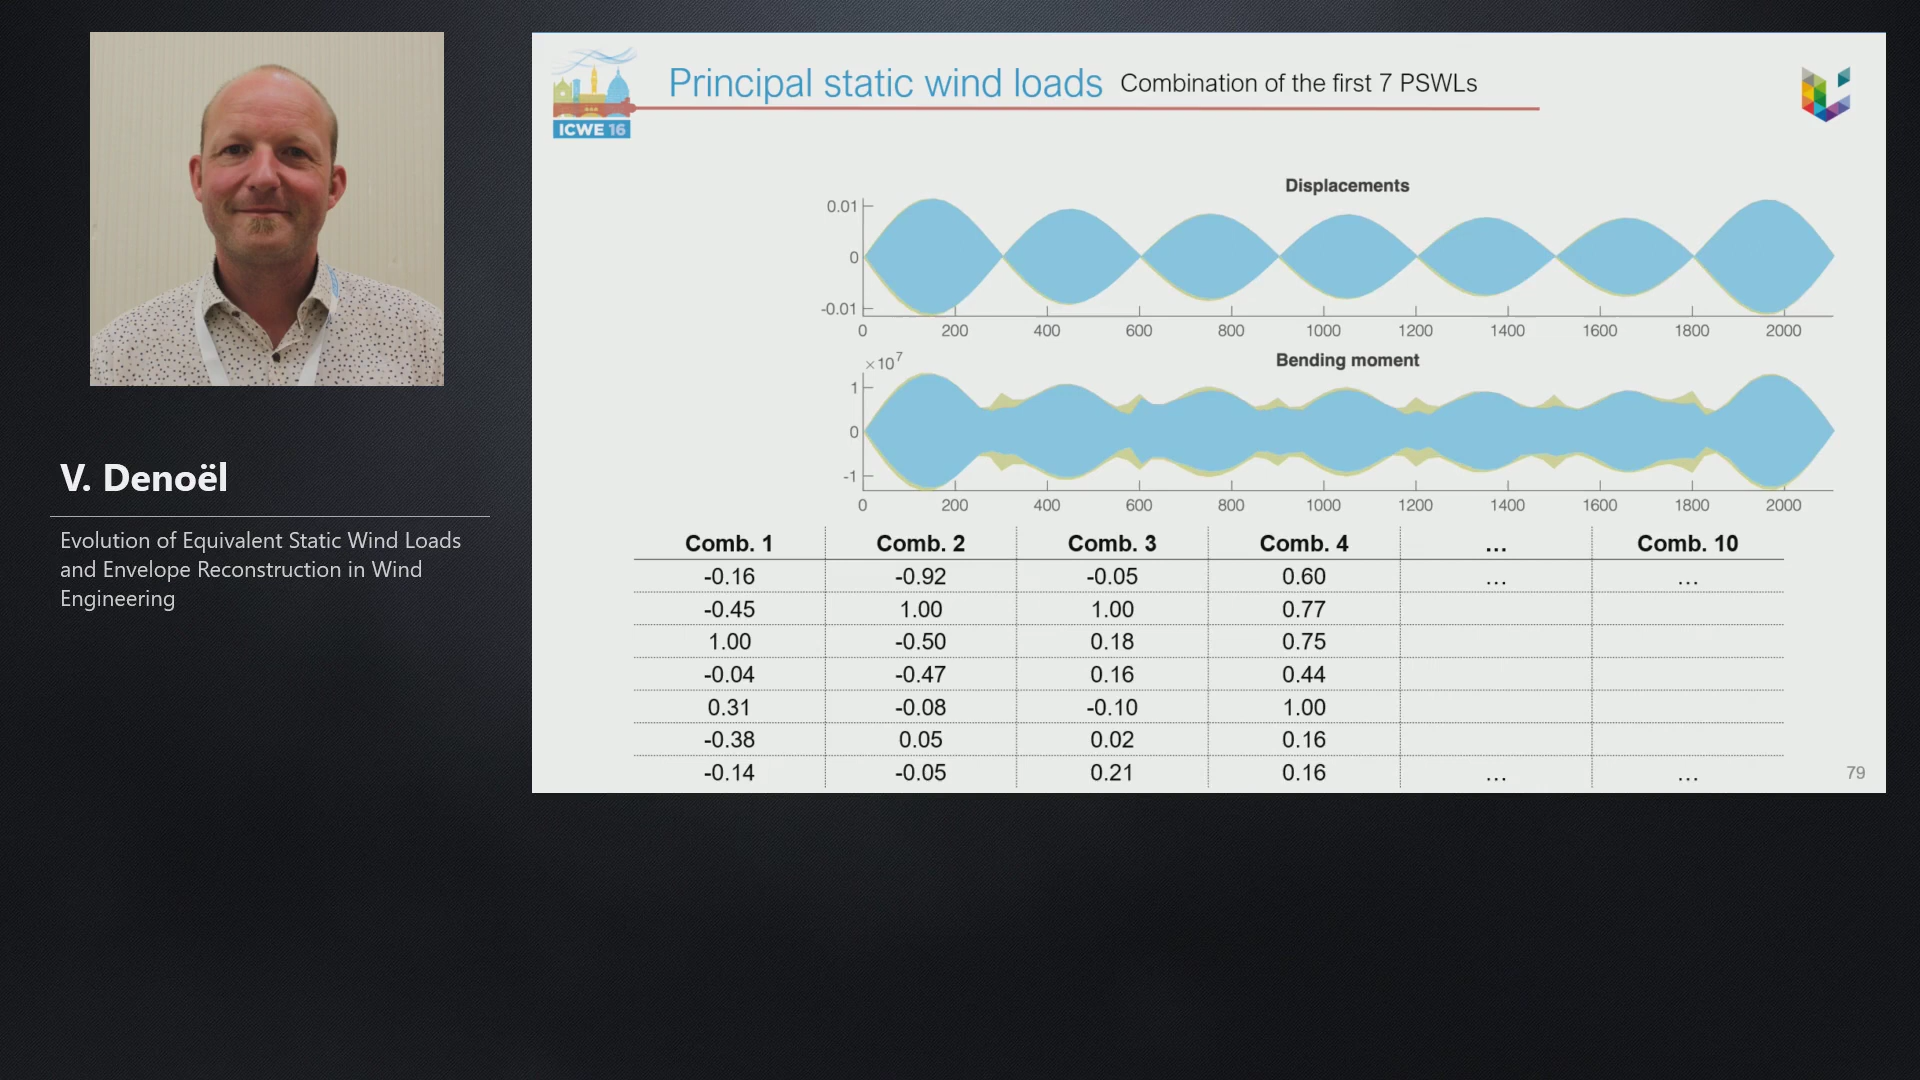 V. Denoël
Evolution of Equivalent Static Wind Loads
and Envelope Reconstruction in Wind
Engineering
ICWE 16
Principal static wind loads Combination of the first 7 PSWLs
Displacements
0.01
0
-0.01
0 200 400 600 800 1000 1200 1400 1600 1800 2000
×10⁷
Bending moment
1
0
-1
0 200 400 600 800 1000 1200 1400 1600 1800 2000
Comb. 1 Comb. 2 Comb. 3 Comb. 4 ... Comb. 10
-0.16 -0.92 -0.05 0.60 ... ...
-0.45 1.00 1.00 0.77
1.00 -0.50 0.18 0.75
-0.04 -0.47 0.16 0.44
0.31 -0.08 -0.10 1.00
-0.38 0.05 0.02 0.16
-0.14 -0.05 0.21 0.16 ... ...
79